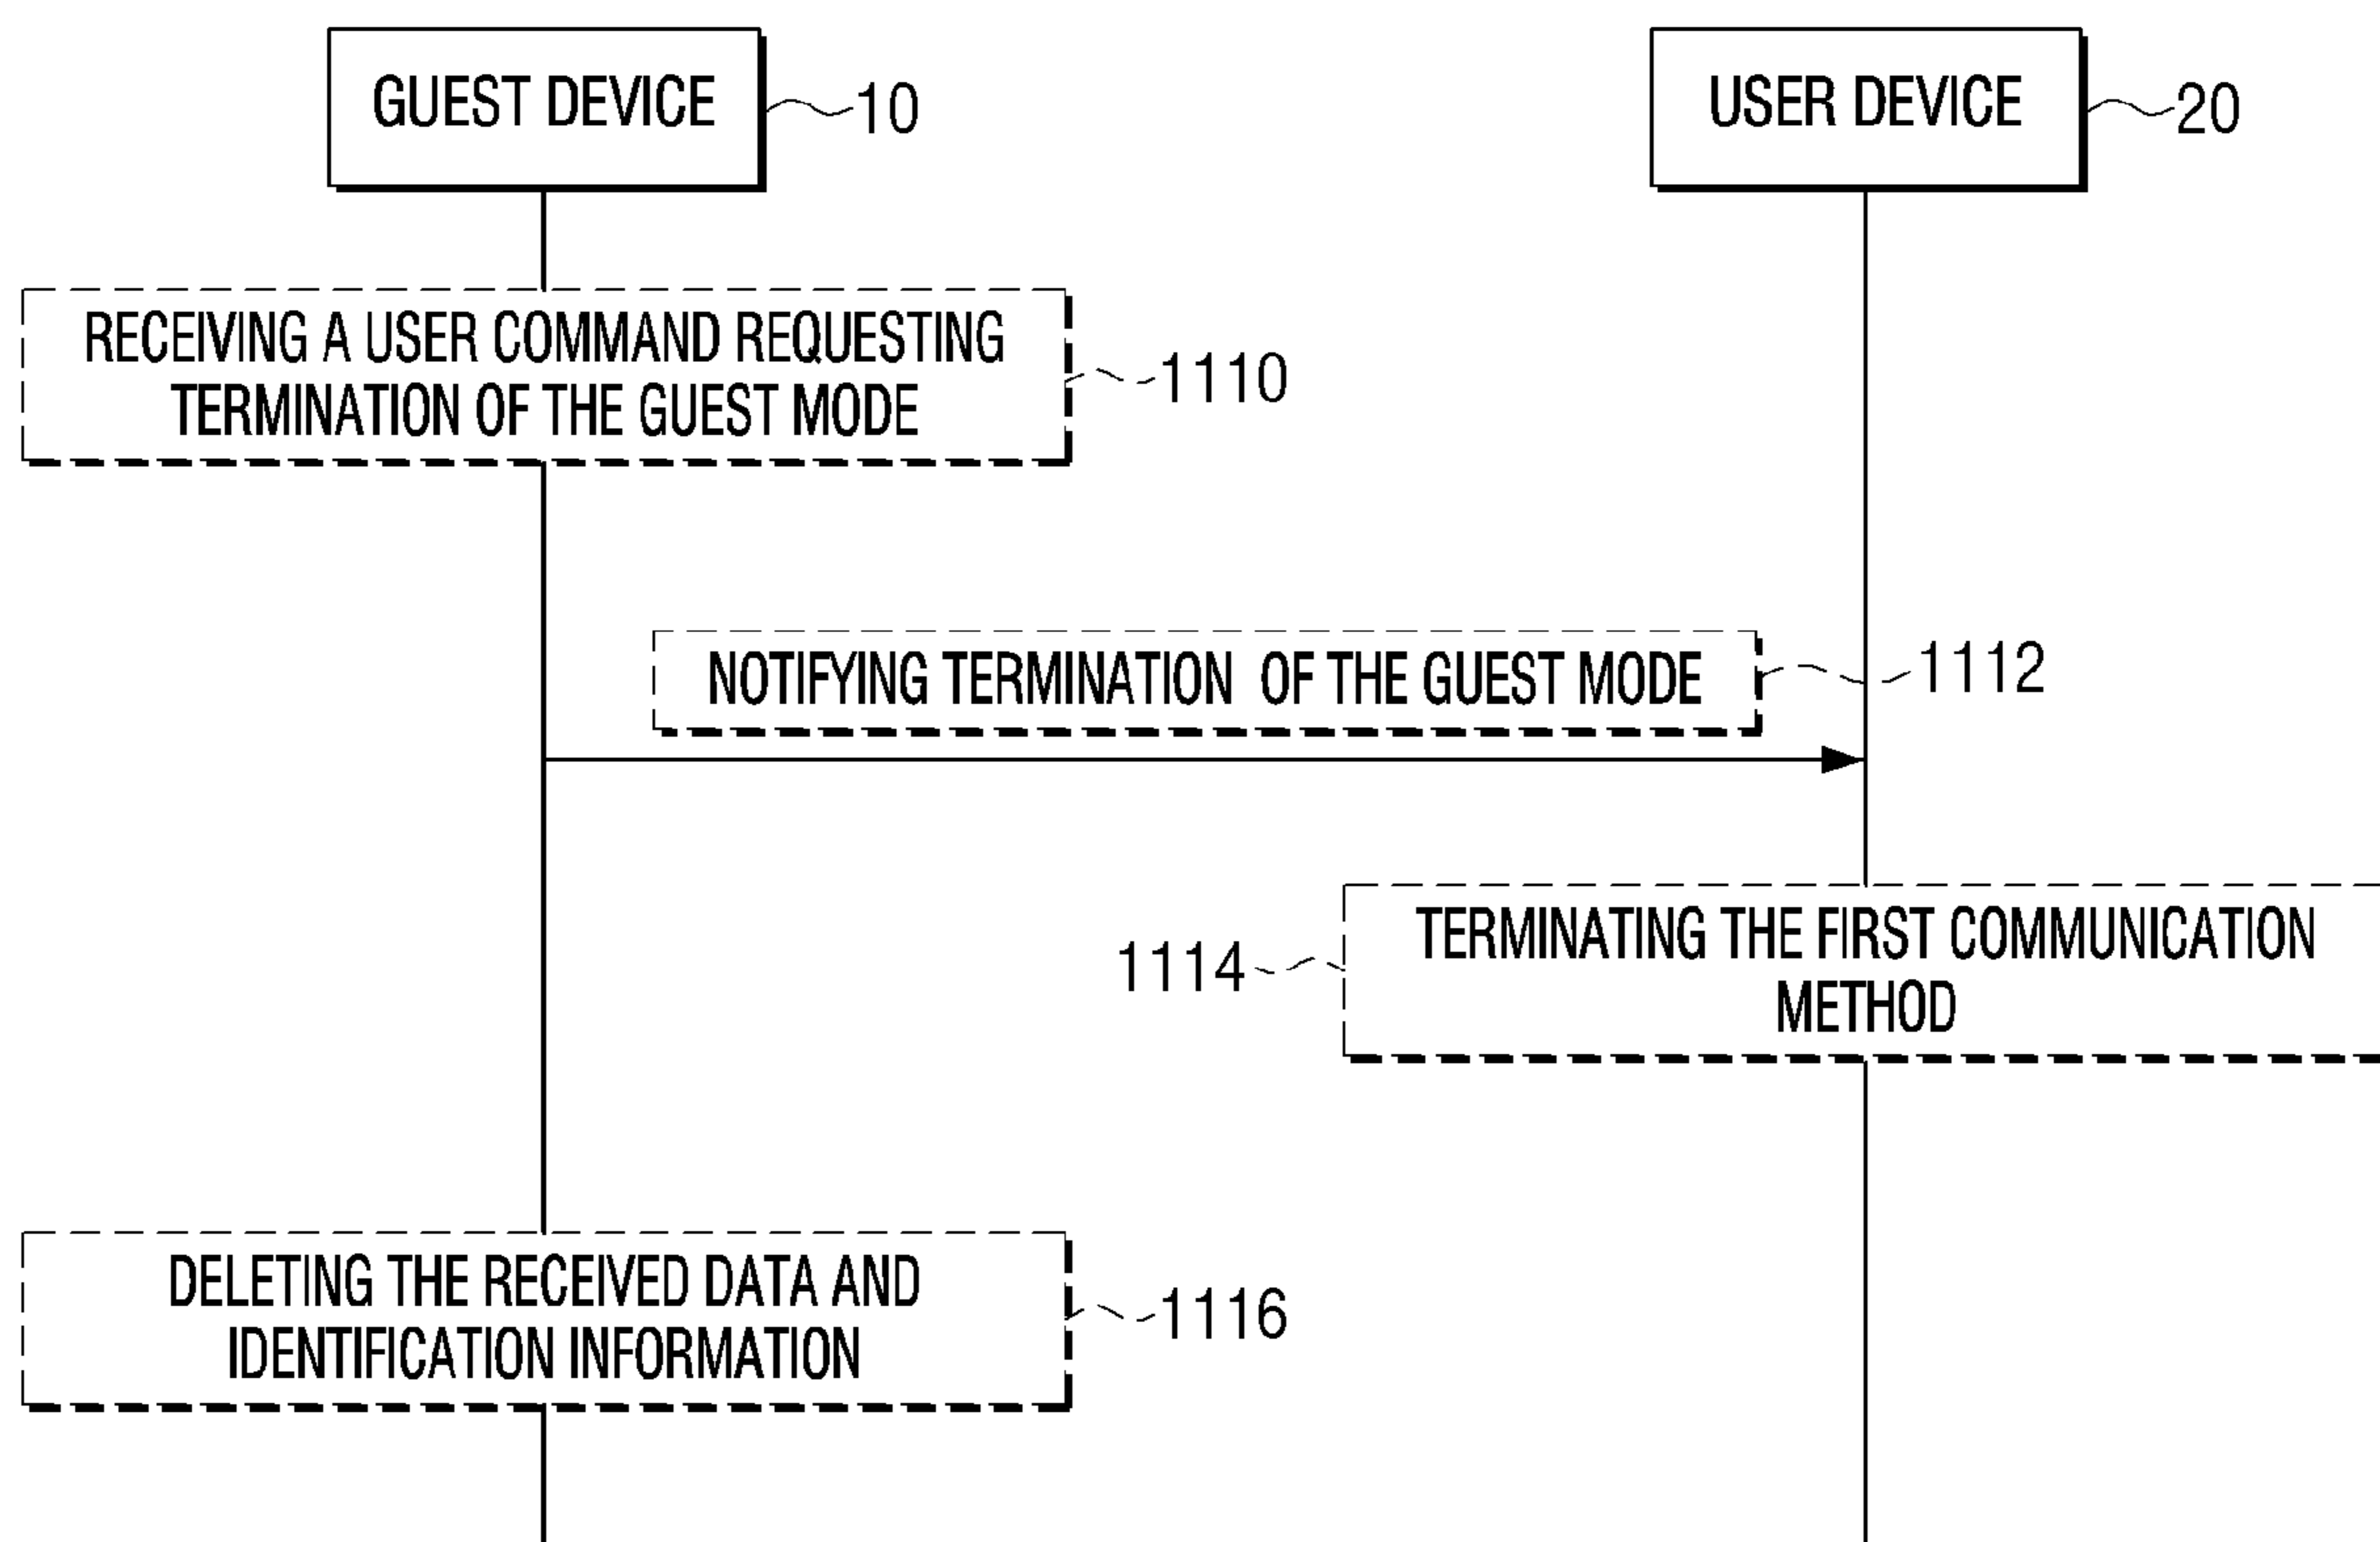 GUEST DEVICE
10
USER DEVICE
20
RECEIVING A USER COMMAND REQUESTING
TERMINATION OF THE GUEST MODE
1110
NOTIFYING TERMINATION OF THE GUEST MODE
1112
1114
TERMINATING THE FIRST COMMUNICATION
METHOD
DELETING THE RECEIVED DATA AND
IDENTIFICATION INFORMATION
1116